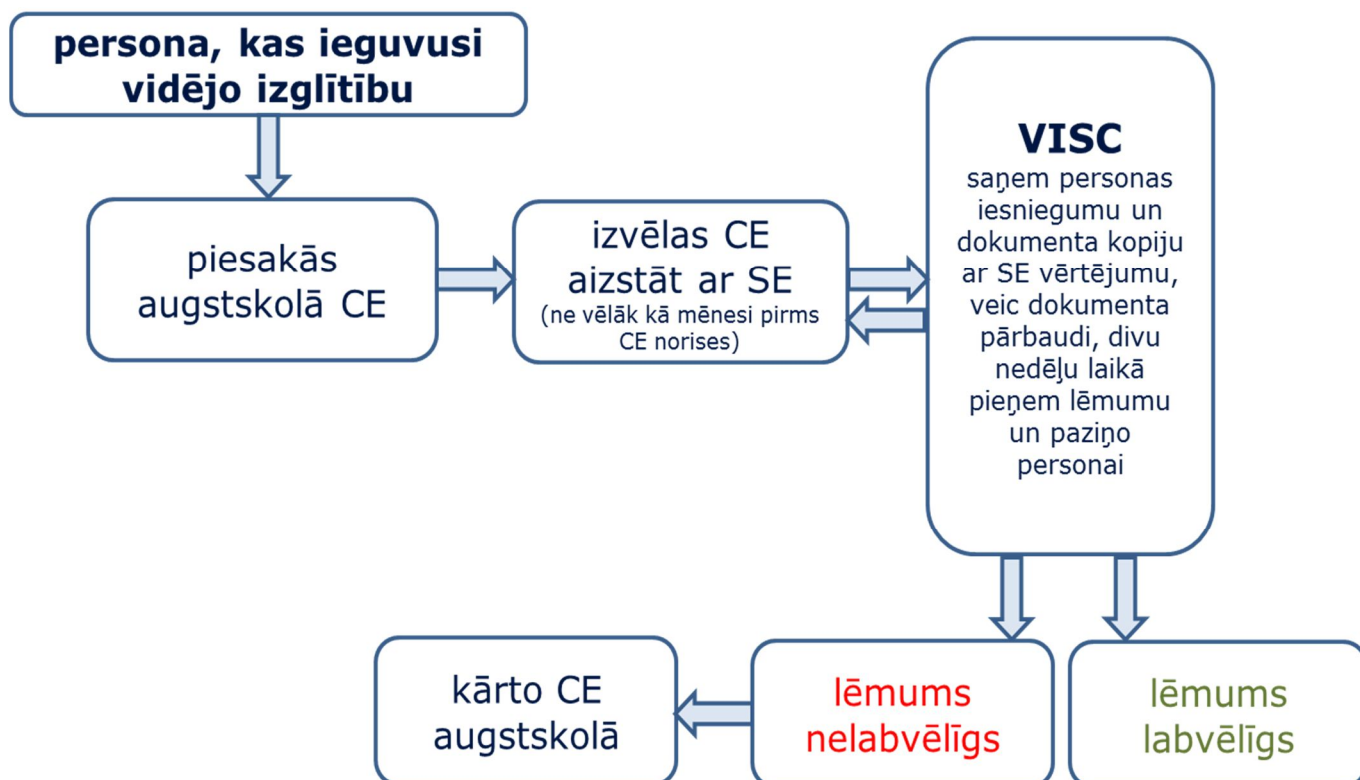 persona, kas ieguvusi
vidējo izglītību
piesakās
augstskolā CE
izvēlas CE
aizstāt ar SE
(ne vēlāk kā mēnesi pirms
CE norises)
VISC
saņem personas
iesniegumu un
dokumenta kopiju
ar SE vērtējumu,
veic dokumenta
pārbaudi, divu
nedēļu laikā
pieņem lēmumu
un paziņo
personai
kārto CE
augstskolā
lēmums
nelabvēlīgs
lēmums
labvēlīgs